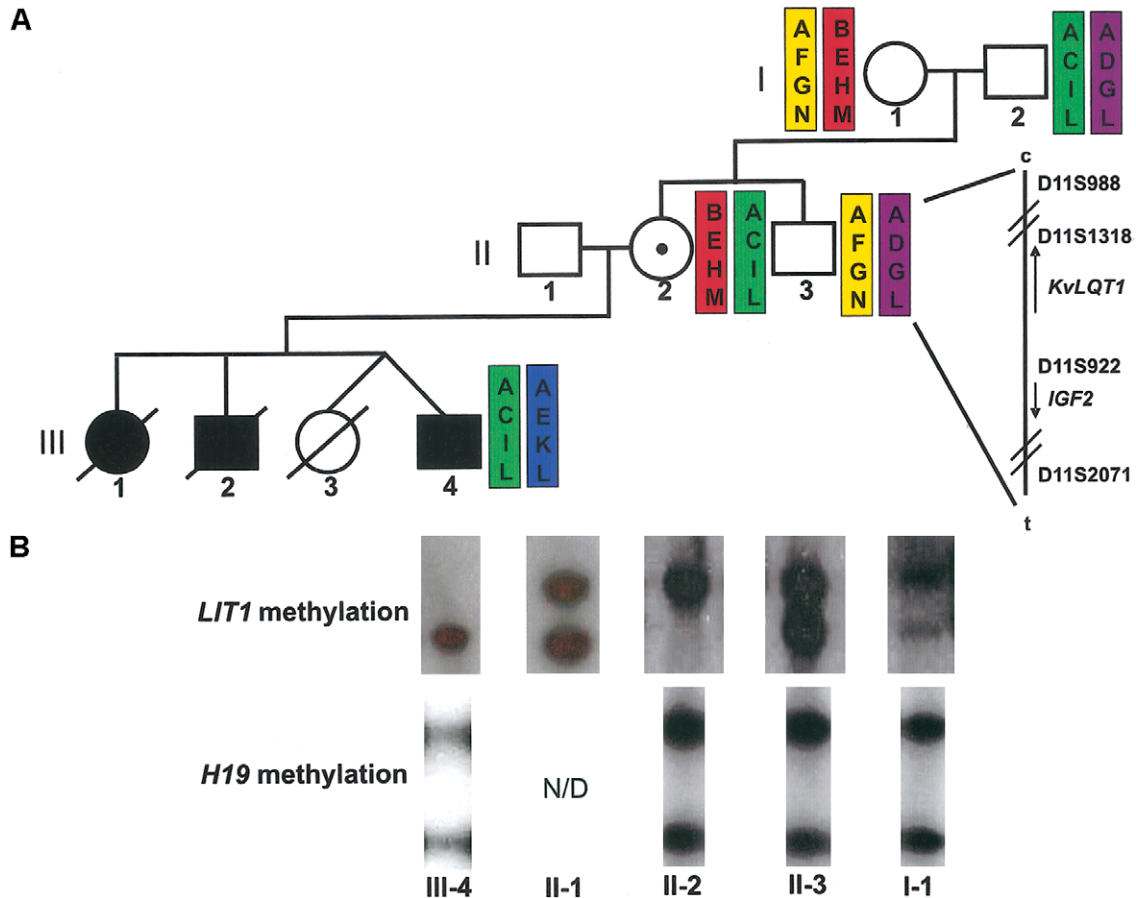 A
I
A F G N
B E H M
1
2
A C I L
A D G L
II
1
2
B E H M
A C I L
3
A F G N
A D G L
c
D11S988
D11S1318
KvLQT1
D11S922
IGF2
D11S2071
t
III
1
2
3
4
A C I L
A E K L
B
LIT1 methylation
H19 methylation
N/D
III-4
II-1
II-2
II-3
I-1